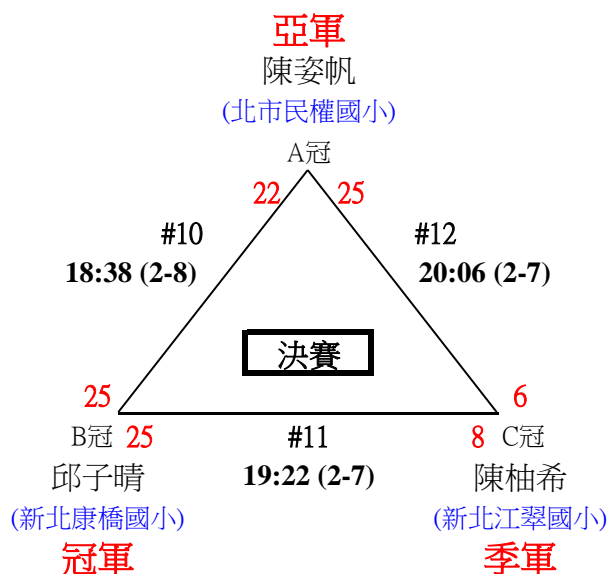 亞軍
陳姿帆
(北市民權國小)
A冠
22 25
#10 #12
18:38 (2-8) 20:06 (2-7)
決賽
25 6
B冠 25 #11 8 C冠
邱子晴 19:22 (2-7) 陳柚希
(新北康橋國小) (新北江翠國小)
冠軍 季軍